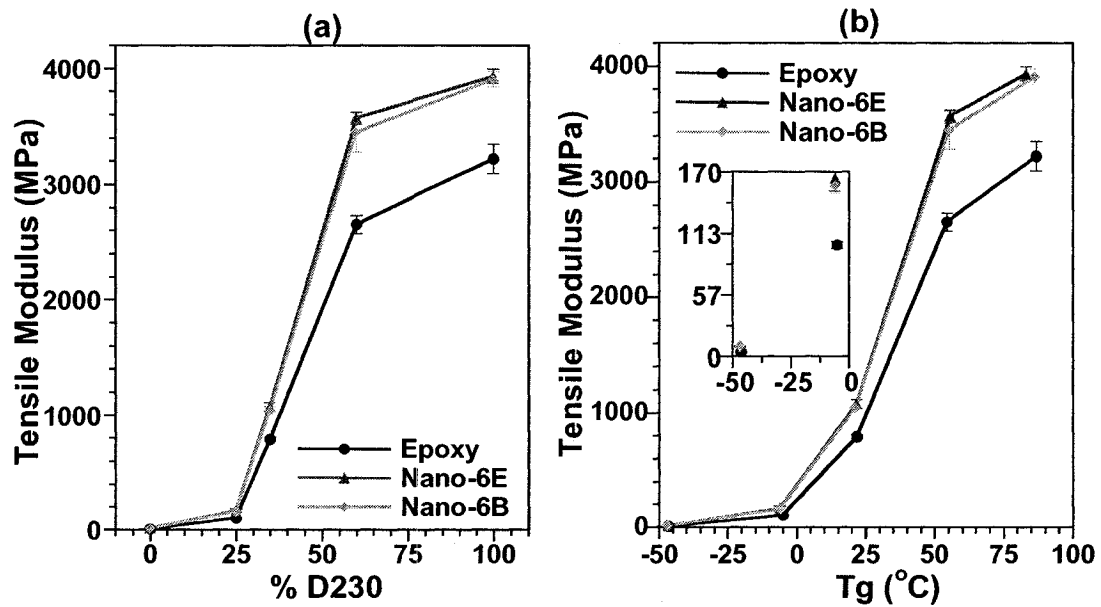 (a)
Tensile Modulus (MPa)
4000
3000
2000
1000
0
Epoxy
Nano-6E
Nano-6B
0 25 50 75 100
% D230
(b)
Tensile Modulus (MPa)
4000
3000
2000
1000
0
Epoxy
Nano-6E
Nano-6B
170
113
57
0
-50 -25 0
-50 -25 0 25 50 75 100
Tg (°C)